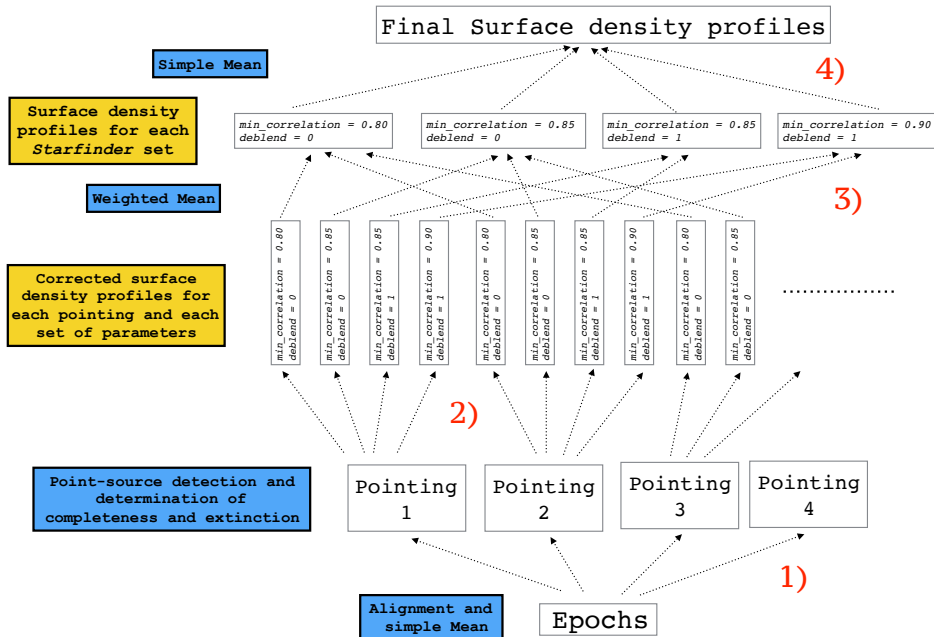 Final Surface density profiles
Simple Mean
4)
Surface density
profiles for each
Starfinder set
min_correlation = 0.80
deblend = 0
min_correlation = 0.85
deblend = 0
min_correlation = 0.85
deblend = 1
min_correlation = 0.90
deblend = 1
Weighted Mean
3)
Corrected surface
density profiles for
each pointing and each
set of parameters
min_correlation = 0.80
deblend = 0
min_correlation = 0.85
deblend = 0
min_correlation = 0.85
deblend = 1
min_correlation = 0.90
deblend = 1
min_correlation = 0.80
deblend = 0
min_correlation = 0.85
deblend = 0
min_correlation = 0.85
deblend = 1
min_correlation = 0.90
deblend = 1
min_correlation = 0.80
deblend = 0
min_correlation = 0.85
deblend = 0
.................
2)
Point-source detection and
determination of
completeness and extinction
Pointing
1
Pointing
2
Pointing
3
Pointing
4
1)
Alignment and
simple Mean
Epochs